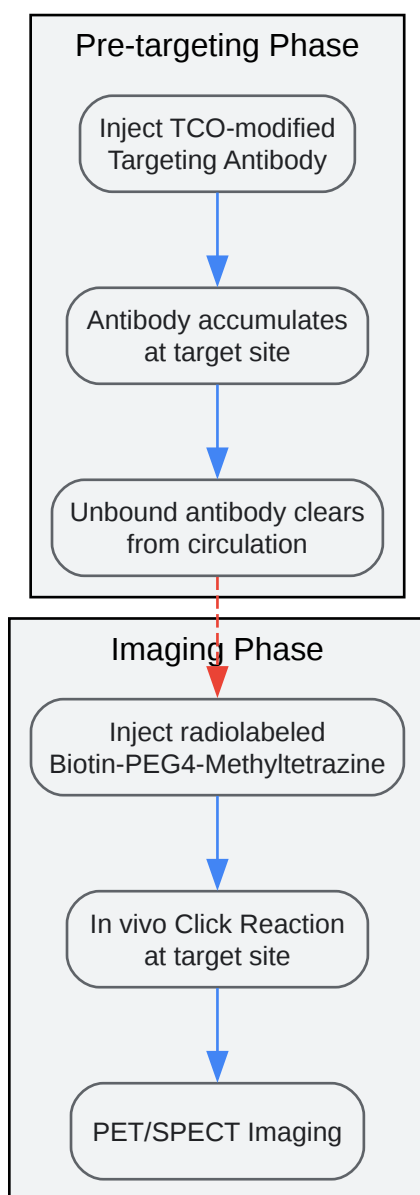 Pre-targeting Phase
Inject TCO-modified
Targeting Antibody
Antibody accumulates
at target site
Unbound antibody clears
from circulation
Imaging Phase
Inject radiolabeled
Biotin-PEG4-Methyltetrazine
In vivo Click Reaction
at target site
PET/SPECT Imaging